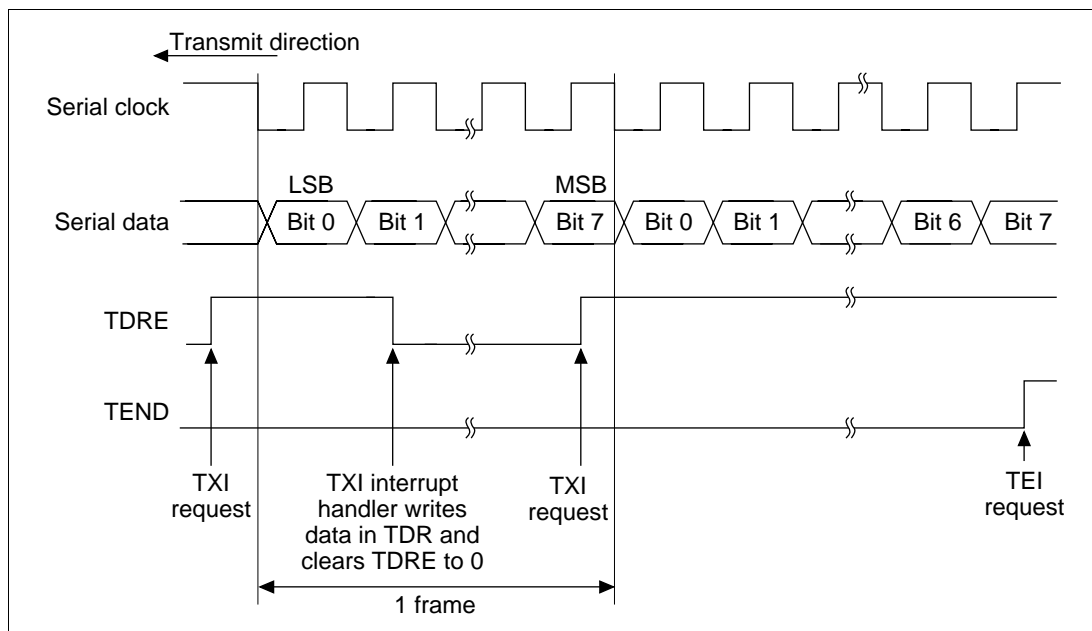 Transmit direction
Serial clock
LSB
MSB
Serial data
Bit 0
Bit 1
Bit 7
Bit 0
Bit 1
Bit 6
Bit 7
TDRE
TEND
TXI
request
TXI interrupt
handler writes
data in TDR and
clears TDRE to 0
TXI
request
TEI
request
1 frame